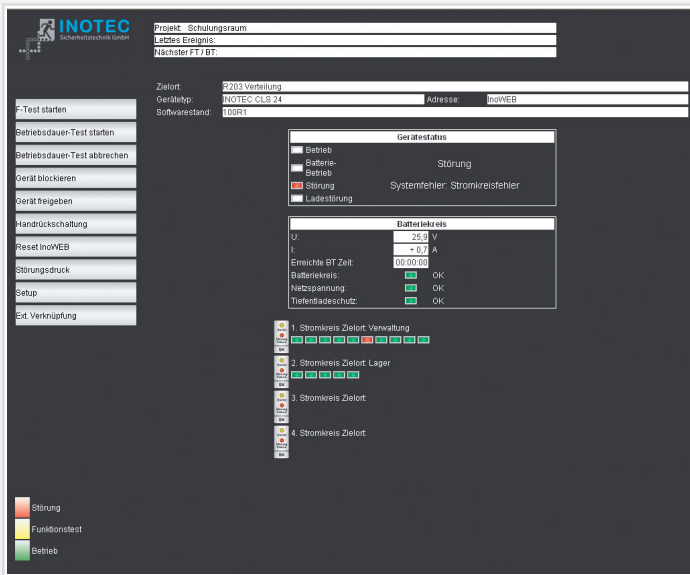 INOTEC
Sicherheitstechnik GmbH
Projekt: Schulungsraum
Letztes Ereignis:
Nächster FT / BT:
Zielort: R203 Verteilung
Gerätetyp: INOTEC CLS 24 Adresse: InoWEB
Softwarestand: 100R1
F-Test starten
Betriebsdauer-Test starten
Betriebsdauer-Test abbrechen
Gerät blockieren
Gerät freigeben
Handrückschaltung
Reset InoWEB
Störungsdruck
Setup
Ext. Verknüpfung
Gerätestatus
Betrieb
Batterie-
Betrieb
Störung
Störung
Systemfehler: Stromkreisfehler
Ladestörung
Batteriekreis
U: 25,9 V
I: + 0,7 A
Erreichte BT Zeit: 00:00:00
Batteriekreis: OK
Netzspannung: OK
Tiefentladeschutz: OK
1. Stromkreis Zielort: Verwaltung
2. Stromkreis Zielort: Lager
3. Stromkreis Zielort:
4. Stromkreis Zielort:
Störung
Funktionstest
Betrieb